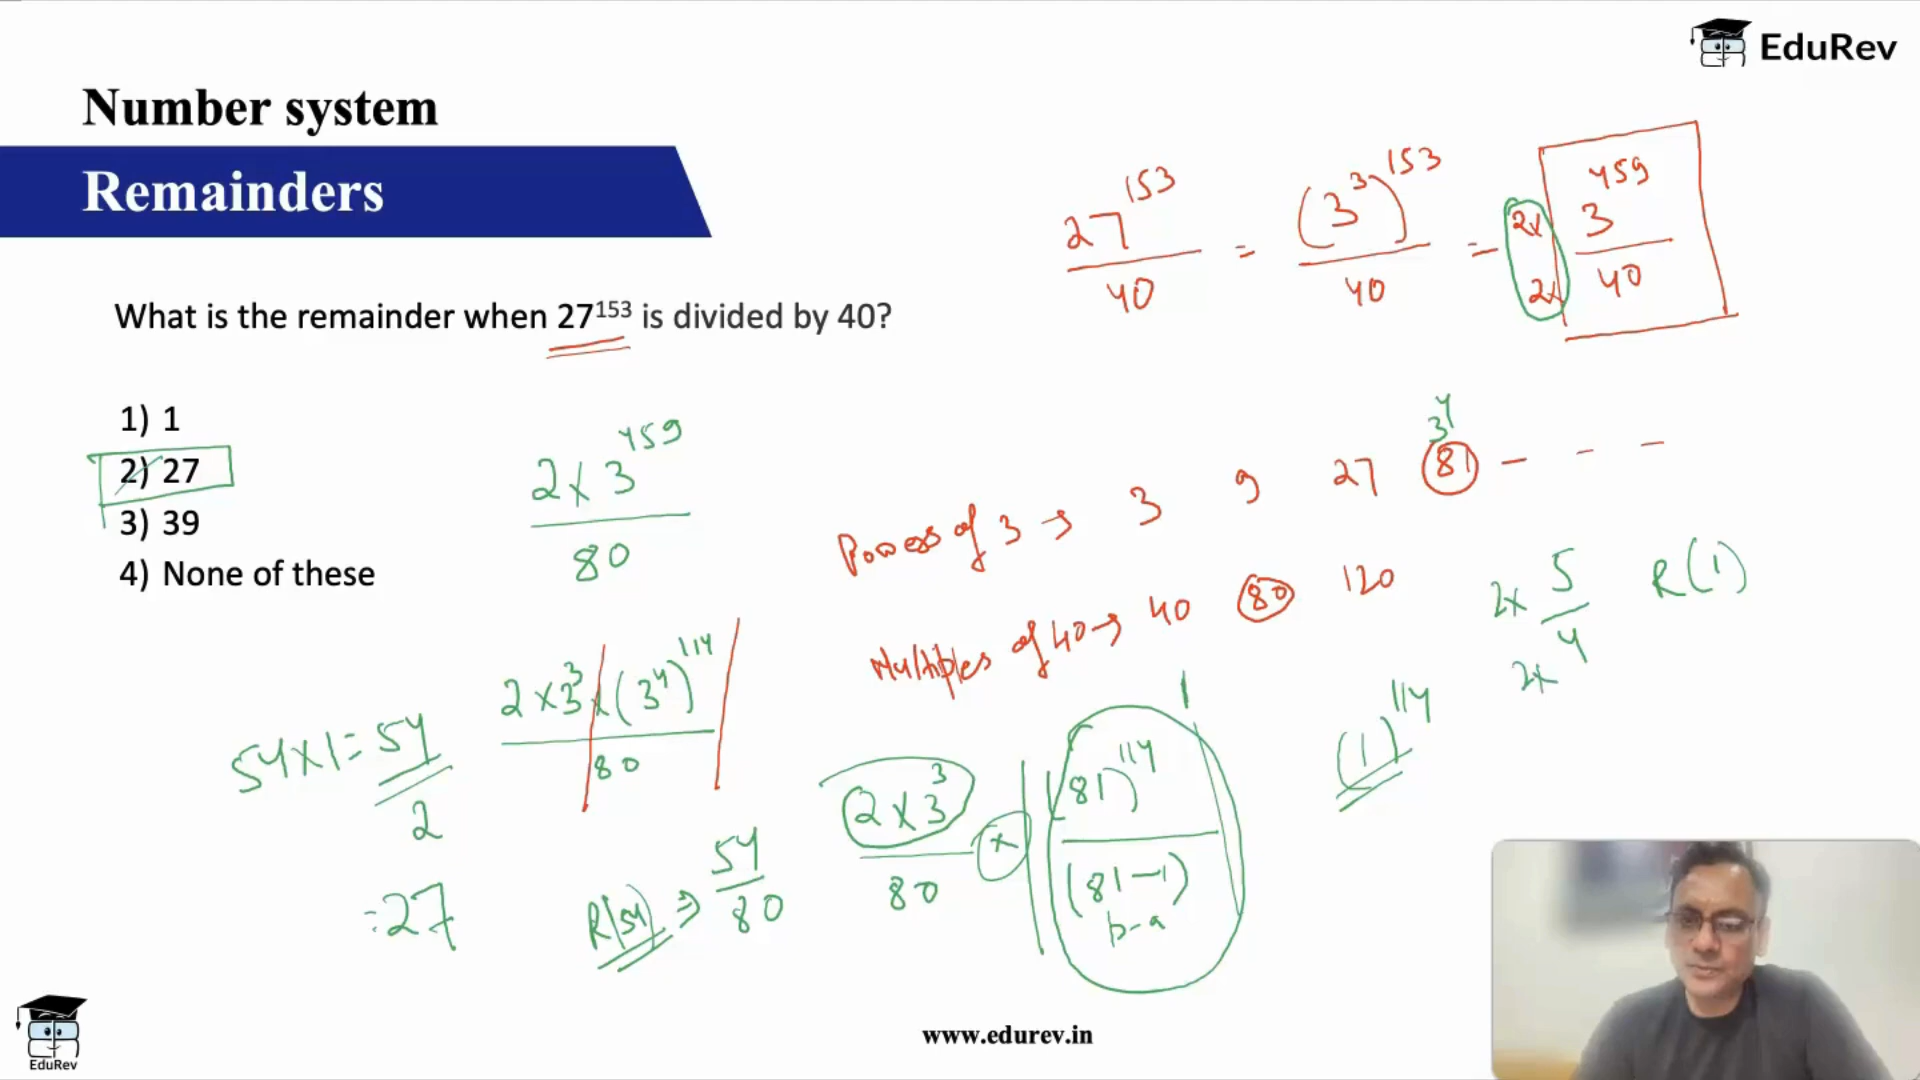 EduRev
Number system
Remainders
27^153 / 40 = (3^3)^153 / 40 = 2x 3^459 / 2x 40
What is the remainder when 27^153 is divided by 40?
1) 1
2) 27
3) 39
4) None of these
2 x 3^459 / 80
3^4
Powers of 3 → 3 9 27 81 - - -
Multiples of 40 → 40 80 120
2x 5 / 2x 4 R(1)
2 x 3^3 x (3^4)^114 / 80
54 x 1 = 54 / 2
= 27
R(54) ⇒ 54 / 80
2 x 3^3 / 80 x (81)^114 / (81-1)
b-a
1
(1)^114
www.edurev.in
EduRev